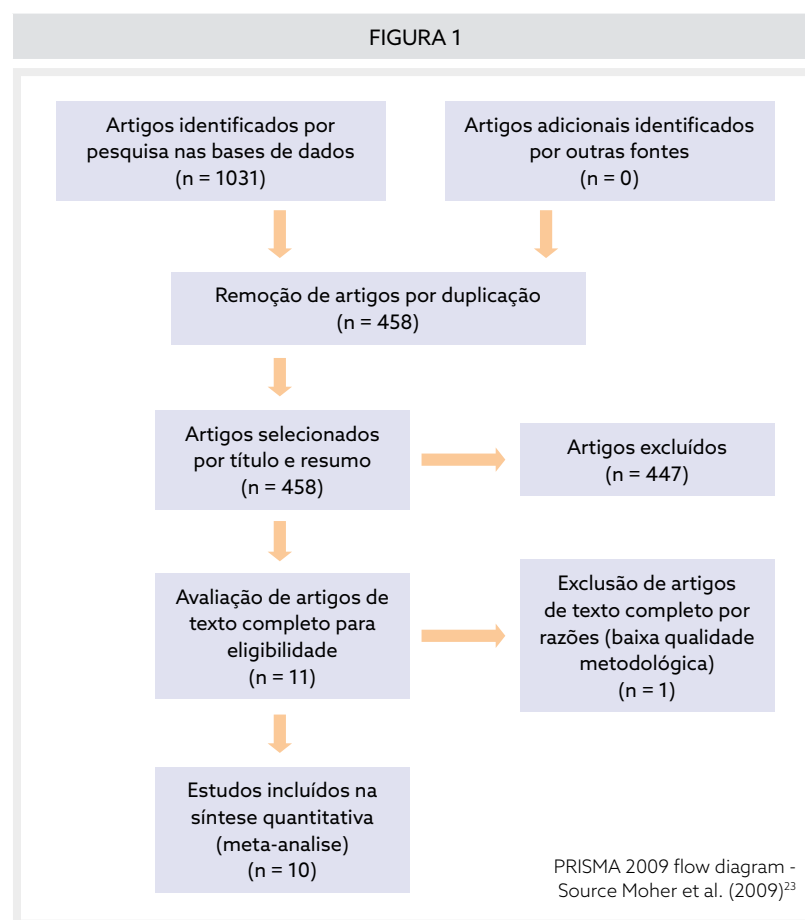 FIGURA 1
Artigos identificados por
pesquisa nas bases de dados
(n = 1031)
Artigos adicionais identificados
por outras fontes
(n = 0)
Remoção de artigos por duplicação
(n = 458)
Artigos selecionados
por título e resumo
(n = 458)
Artigos excluídos
(n = 447)
Avaliação de artigos de
texto completo para
eligibilidade
(n = 11)
Exclusão de artigos
de texto completo por
razões (baixa qualidade
metodológica)
(n = 1)
Estudos incluídos na
síntese quantitativa
(meta-analise)
(n = 10)
PRISMA 2009 flow diagram -
Source Moher et al. (2009)²³